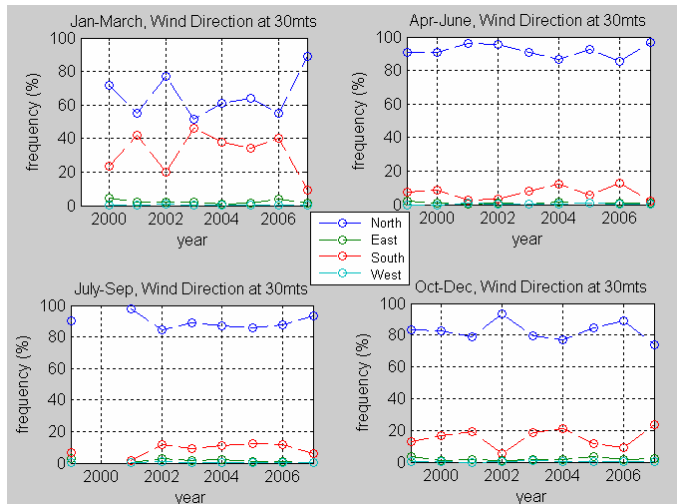 Jan-March, Wind Direction at 30mts
100
80
60
40
20
0
frequency (%)
2000 2002 2004 2006
year
Apr-June, Wind Direction at 30mts
100
80
60
40
20
0
frequency (%)
2000 2002 2004 2006
year
North
East
South
West
July-Sep, Wind Direction at 30mts
100
80
60
40
20
0
frequency (%)
2000 2002 2004 2006
year
Oct-Dec, Wind Direction at 30mts
100
80
60
40
20
0
frequency (%)
2000 2002 2004 2006
year